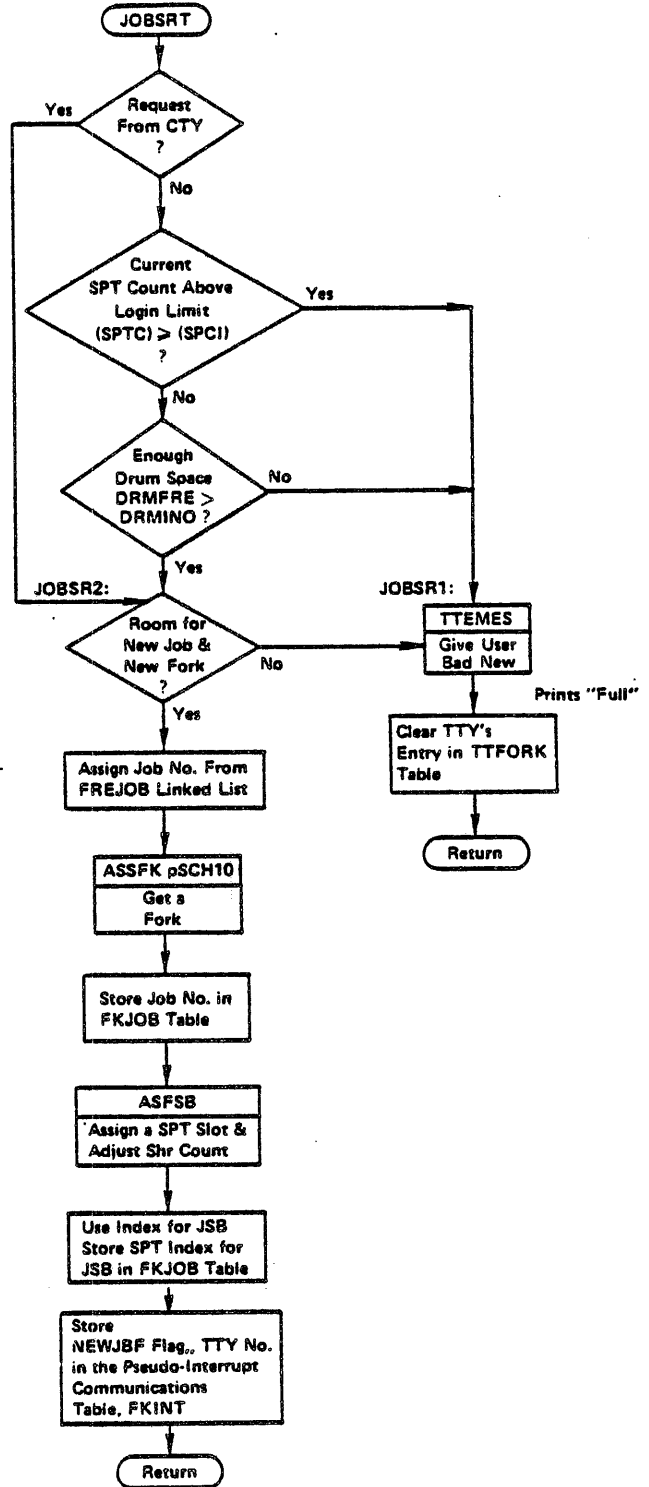 JOBSRT
Request
From CTY
?
Yes
No
Current
SPT Count Above
Login Limit
(SPTC) ⩾ (SPCI)
?
Yes
No
Enough
Drum Space
DRMFRE >
DRMINO ?
No
Yes
JOBSR2:
JOBSR1:
Room for
New Job &
New Fork
?
No
Yes
TTEMES
Give User
Bad New
Prints "Full"
Clear TTY's
Entry in TTFORK
Table
Return
Assign Job No. From
FREJOB Linked List
ASSFK pSCH10
Get a
Fork
Store Job No. in
FKJOB Table
ASFSB
Assign a SPT Slot &
Adjust Shr Count
Use Index for JSB
Store SPT Index for
JSB in FKJOB Table
Store
NEWJBF Flag,, TTY No.
in the Pseudo-Interrupt
Communications
Table, FKINT
Return